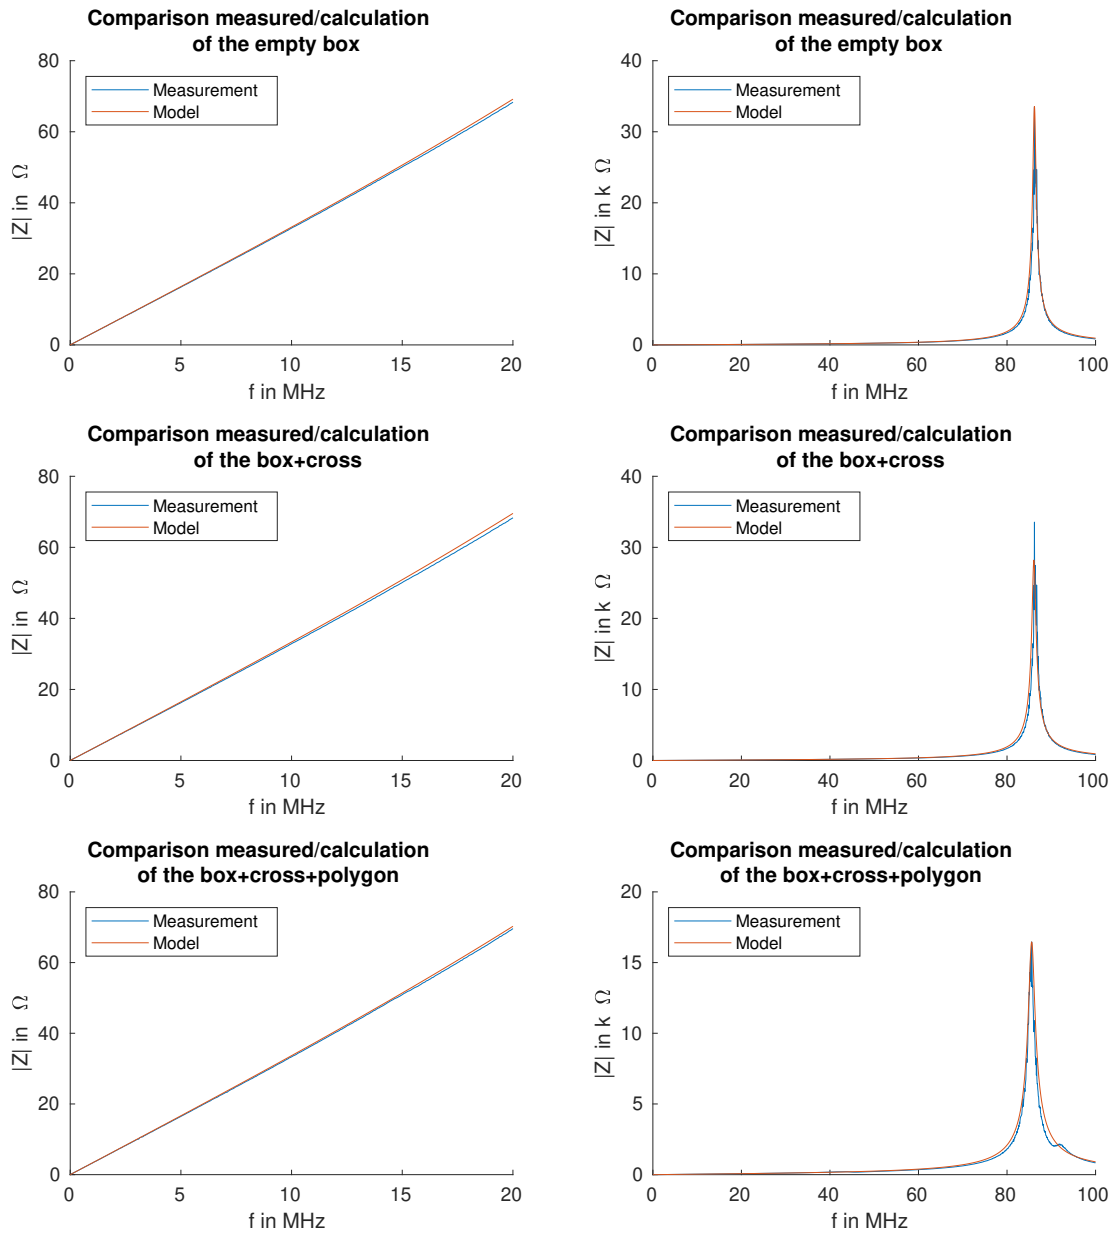 Comparison measured/calculation
of the empty box
80
60
40
20
0
|Z| in Ω
Measurement
Model
0 5 10 15 20
f in MHz
Comparison measured/calculation
of the empty box
40
30
20
10
0
|Z| in k Ω
Measurement
Model
0 20 40 60 80 100
f in MHz
Comparison measured/calculation
of the box+cross
80
60
40
20
0
|Z| in Ω
Measurement
Model
0 5 10 15 20
f in MHz
Comparison measured/calculation
of the box+cross
40
30
20
10
0
|Z| in k Ω
Measurement
Model
0 20 40 60 80 100
f in MHz
Comparison measured/calculation
of the box+cross+polygon
80
60
40
20
0
|Z| in Ω
Measurement
Model
0 5 10 15 20
f in MHz
Comparison measured/calculation
of the box+cross+polygon
20
15
10
5
0
|Z| in k Ω
Measurement
Model
0 20 40 60 80 100
f in MHz